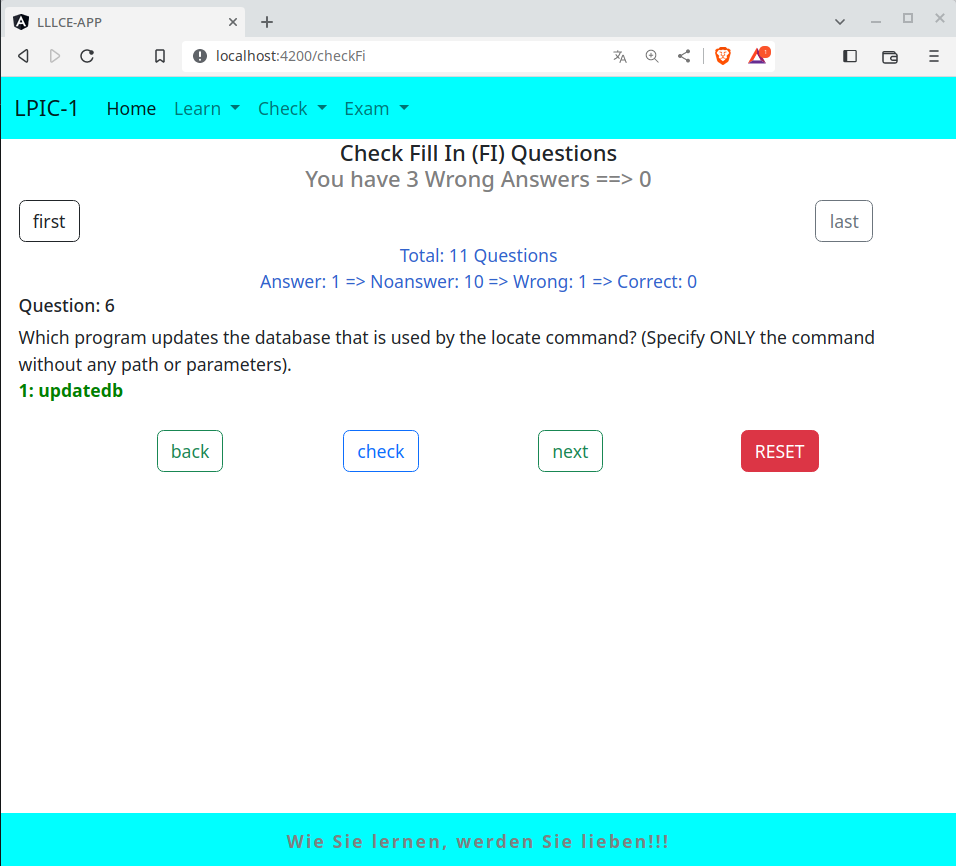 LLLCE-APP
localhost:4200/checkFi
LPIC-1 Home Learn Check Exam
Check Fill In (FI) Questions
You have 3 Wrong Answers ==> 0
first last
Total: 11 Questions
Answer: 1 => Noanswer: 10 => Wrong: 1 => Correct: 0
Question: 6
Which program updates the database that is used by the locate command? (Specify ONLY the command
without any path or parameters).
1: updatedb
back check next RESET
Wie Sie lernen, werden Sie lieben!!!